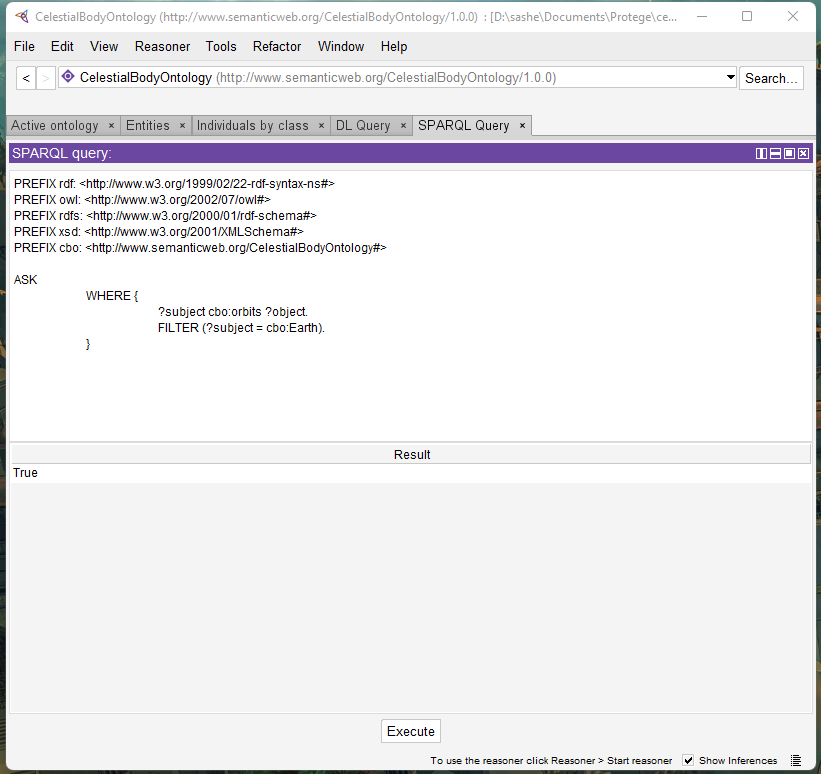 CelestialBodyOntology (http://www.semanticweb.org/CelestialBodyOntology/1.0.0) : [D:\sashe\Documents\Protege\ce...
File Edit View Reasoner Tools Refactor Window Help
< > CelestialBodyOntology (http://www.semanticweb.org/CelestialBodyOntology/1.0.0) Search...
Active ontology × Entities × Individuals by class × DL Query × SPARQL Query ×
SPARQL query:
PREFIX rdf: <http://www.w3.org/1999/02/22-rdf-syntax-ns#>
PREFIX owl: <http://www.w3.org/2002/07/owl#>
PREFIX rdfs: <http://www.w3.org/2000/01/rdf-schema#>
PREFIX xsd: <http://www.w3.org/2001/XMLSchema#>
PREFIX cbo: <http://www.semanticweb.org/CelestialBodyOntology#>
ASK
WHERE {
?subject cbo:orbits ?object.
FILTER (?subject = cbo:Earth).
}
Result
True
Execute
To use the reasoner click Reasoner > Start reasoner Show Inferences